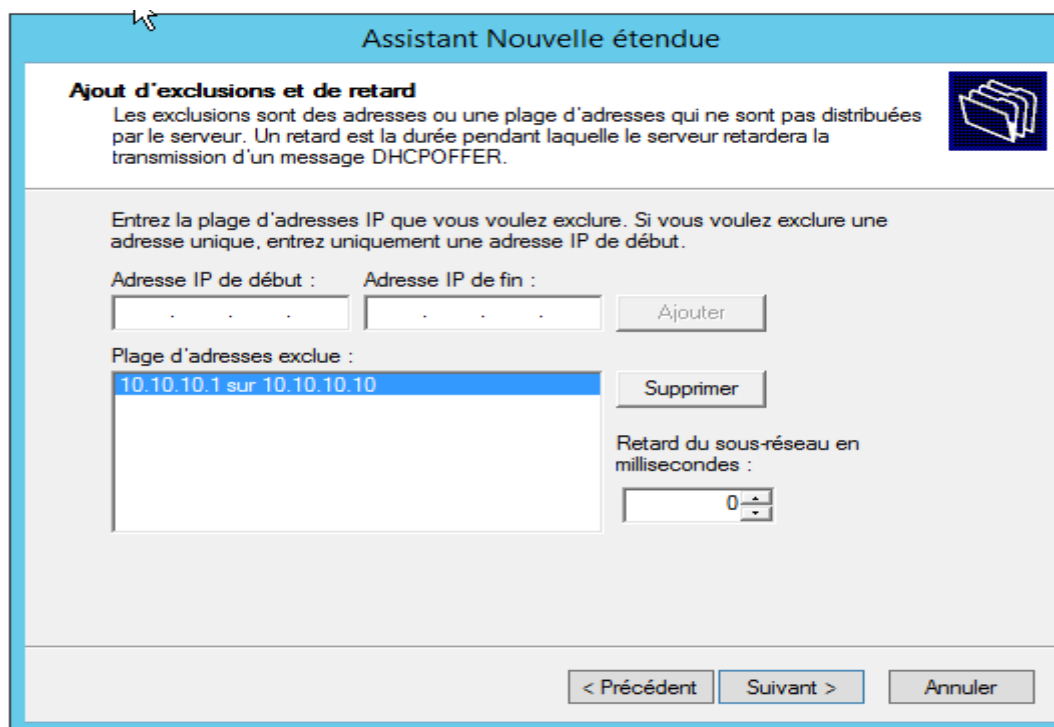 Assistant Nouvelle étendue
Ajout d'exclusions et de retard
Les exclusions sont des adresses ou une plage d'adresses qui ne sont pas distribuées
par le serveur. Un retard est la durée pendant laquelle le serveur retardera la
transmission d'un message DHCPOFFER.
Entrez la plage d'adresses IP que vous voulez exclure. Si vous voulez exclure une
adresse unique, entrez uniquement une adresse IP de début.
Adresse IP de début : Adresse IP de fin :
. . . . . . Ajouter
Plage d'adresses exclue :
10.10.10.1 sur 10.10.10.10 Supprimer
Retard du sous-réseau en
millisecondes :
0
< Précédent Suivant > Annuler